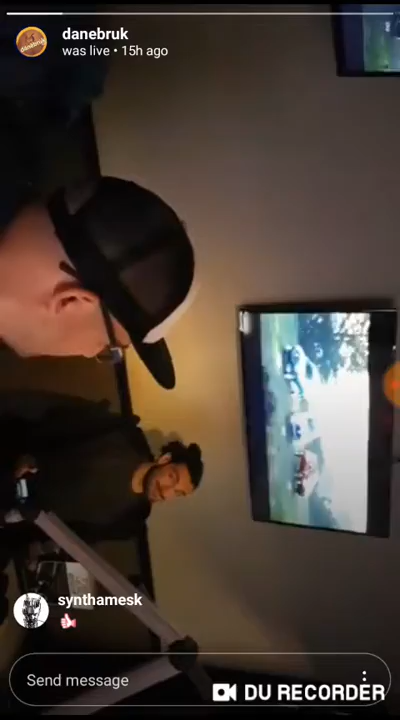 danebruk
was live • 15h ago
synthamesk
Send message
DU RECORDER